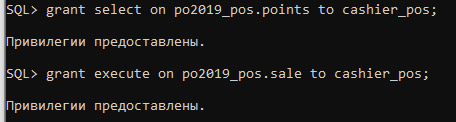 SQL> grant select on po2019_pos.points to cashier_pos;
Привилегии предоставлены.
SQL> grant execute on po2019_pos.sale to cashier_pos;
Привилегии предоставлены.